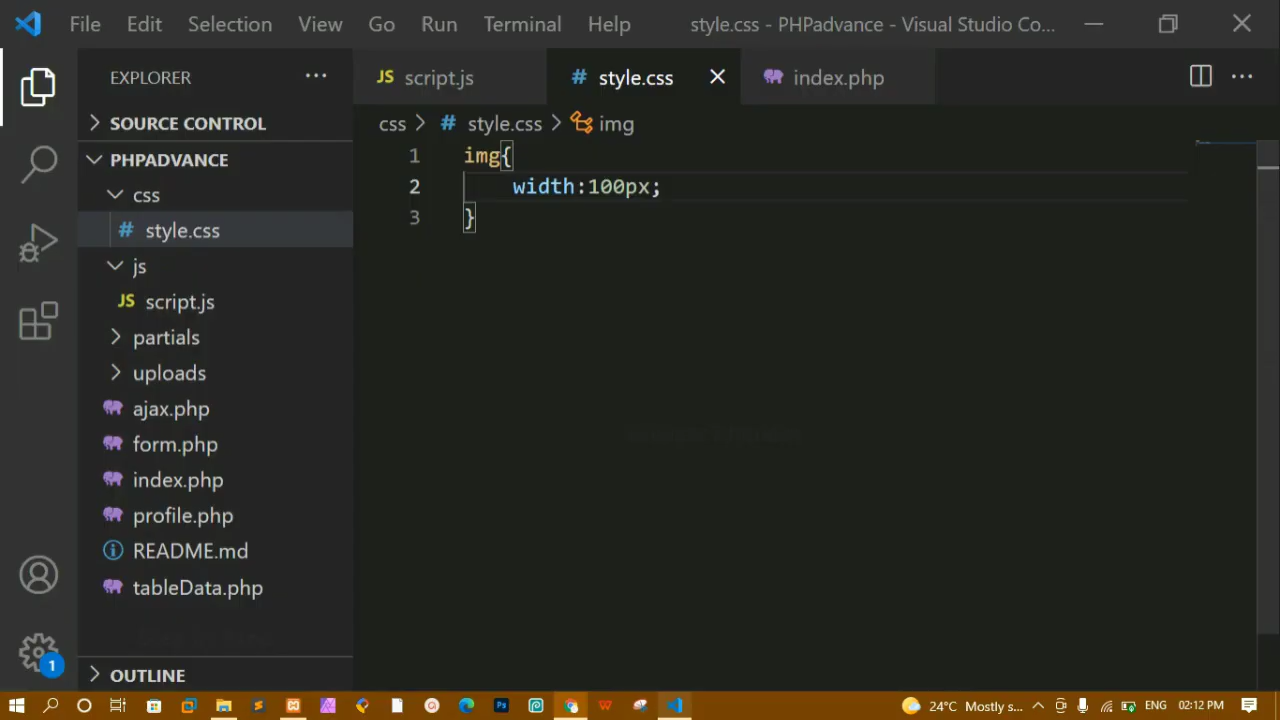 File Edit Selection View Go Run Terminal Help style.css - PHPadvance - Visual Studio Co...
EXPLORER
JS script.js # style.css index.php
SOURCE CONTROL
css > # style.css > img
PHPADVANCE
css
# style.css
js
JS script.js
partials
uploads
ajax.php
form.php
index.php
profile.php
README.md
tableData.php
OUTLINE
1 img{
2 width:100px;
3 }
1
24°C Mostly s... ENG 02:12 PM